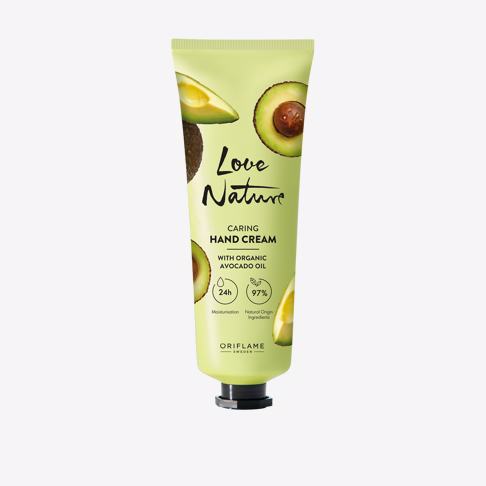 Love
Nature
CARING
HAND CREAM
WITH ORGANIC
AVOCADO OIL
24h
97%
Moisturisation
Natural Origin
Ingredients
ORIFLAME
SWEDEN